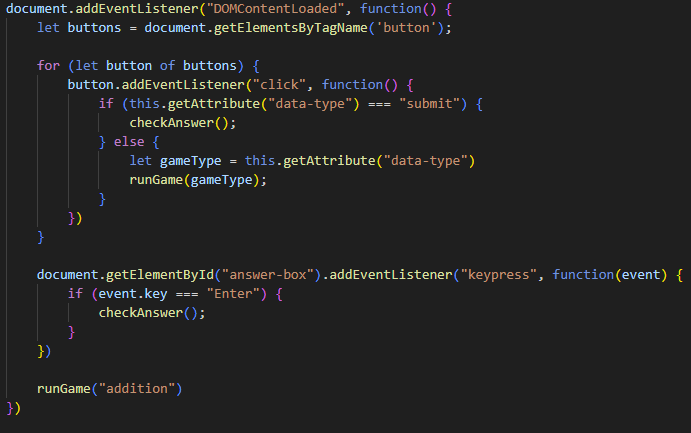 document.addEventListener("DOMContentLoaded", function() {
    let buttons = document.getElementsByTagName('button');

    for (let button of buttons) {
        button.addEventListener("click", function() {
            if (this.getAttribute("data-type") === "submit") {
                checkAnswer();
            } else {
                let gameType = this.getAttribute("data-type")
                runGame(gameType);
            }
        })
    }

    document.getElementById("answer-box").addEventListener("keypress", function(event) {
        if (event.key === "Enter") {
            checkAnswer();
        }
    })

    runGame("addition")
})